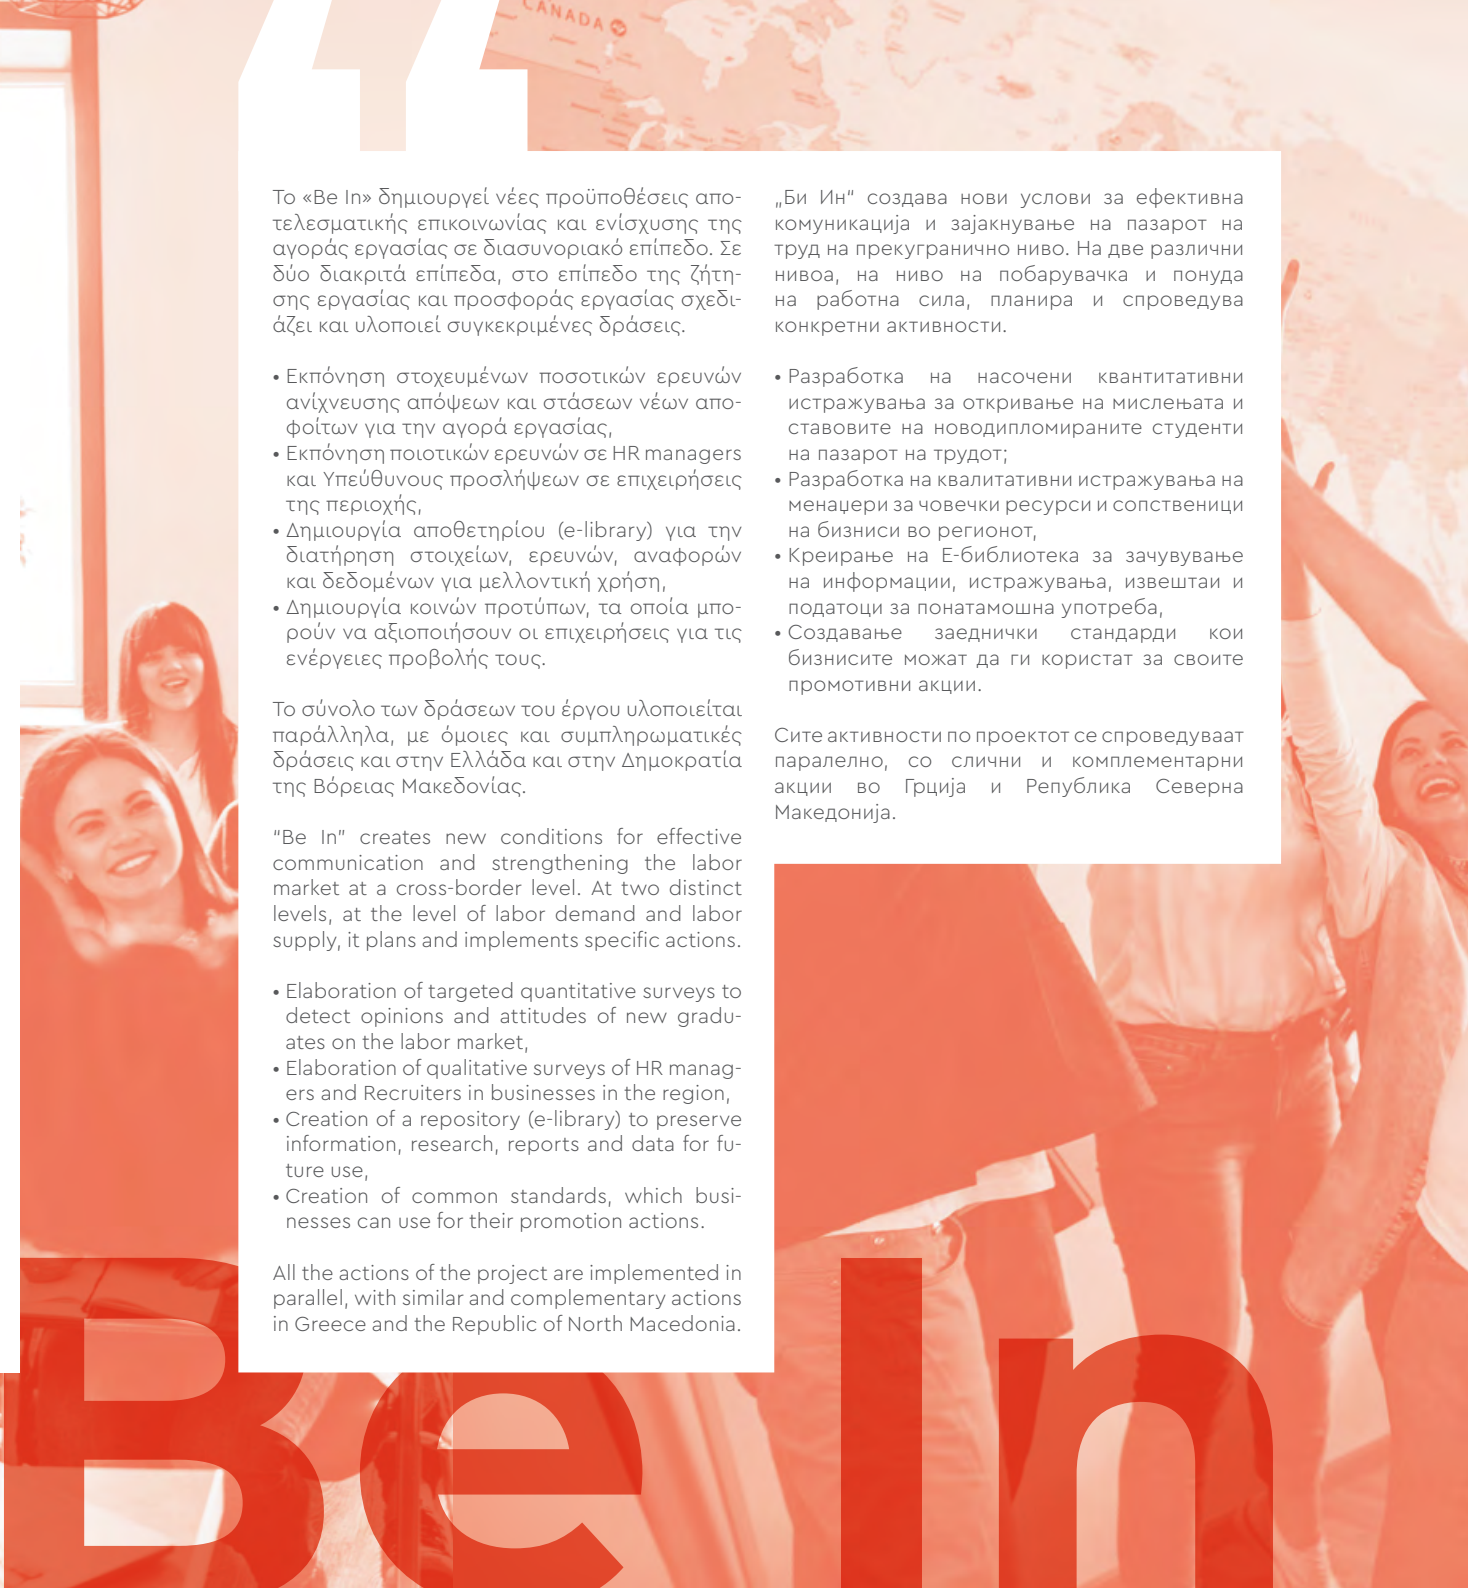 CANADA
Το «Be In» δημιουργεί νέες προϋποθέσεις απο-
τελεσματικής επικοινωνίας και ενίσχυσης της
αγοράς εργασίας σε διασυνοριακό επίπεδο. Σε
δύο διακριτά επίπεδα, στο επίπεδο της ζήτη-
σης εργασίας και προσφοράς εργασίας σχεδι-
άζει και υλοποιεί συγκεκριμένες δράσεις.
• Εκπόνηση στοχευμένων ποσοτικών ερευνών
ανίχνευσης απόψεων και στάσεων νέων απο-
φοίτων για την αγορά εργασίας,
• Εκπόνηση ποιοτικών ερευνών σε HR managers
και Υπεύθυνους προσλήψεων σε επιχειρήσεις
της περιοχής,
• Δημιουργία αποθετηρίου (e-library) για την
διατήρηση στοιχείων, ερευνών, αναφορών
και δεδομένων για μελλοντική χρήση,
• Δημιουργία κοινών προτύπων, τα οποία μπο-
ρούν να αξιοποιήσουν οι επιχειρήσεις για τις
ενέργειες προβολής τους.
Το σύνολο των δράσεων του έργου υλοποιείται
παράλληλα, με όμοιες και συμπληρωματικές
δράσεις και στην Ελλάδα και στην Δημοκρατία
της Βόρειας Μακεδονίας.
“Be In” creates new conditions for effective
communication and strengthening the labor
market at a cross-border level. At two distinct
levels, at the level of labor demand and labor
supply, it plans and implements specific actions.
• Elaboration of targeted quantitative surveys to
detect opinions and attitudes of new gradu-
ates on the labor market,
• Elaboration of qualitative surveys of HR manag-
ers and Recruiters in businesses in the region,
• Creation of a repository (e-library) to preserve
information, research, reports and data for fu-
ture use,
• Creation of common standards, which busi-
nesses can use for their promotion actions.
All the actions of the project are implemented in
parallel, with similar and complementary actions
in Greece and the Republic of North Macedonia.
„Би Ин“ создава нови услови за ефективна
комуникација и зајакнување на пазарот на
труд на прекугранично ниво. На две различни
нивоа, на ниво на побарувачка и понуда
на работна сила, планира и спроведува
конкретни активности.
• Разработка на насочени квантитативни
истражувања за откривање на мислењата и
ставовите на новодипломираните студенти
на пазарот на трудот;
• Разработка на квалитативни истражувања на
менаџери за човечки ресурси и сопственици
на бизниси во регионот,
• Креирање на Е-библиотека за зачувување
на информации, истражувања, извештаи и
податоци за понатамошна употреба,
• Создавање заеднички стандарди кои
бизнисите можат да ги користат за своите
промотивни акции.
Сите активности по проектот се спроведуваат
паралелно, со слични и комплементарни
акции во Грција и Република Северна
Македонија.
Be In